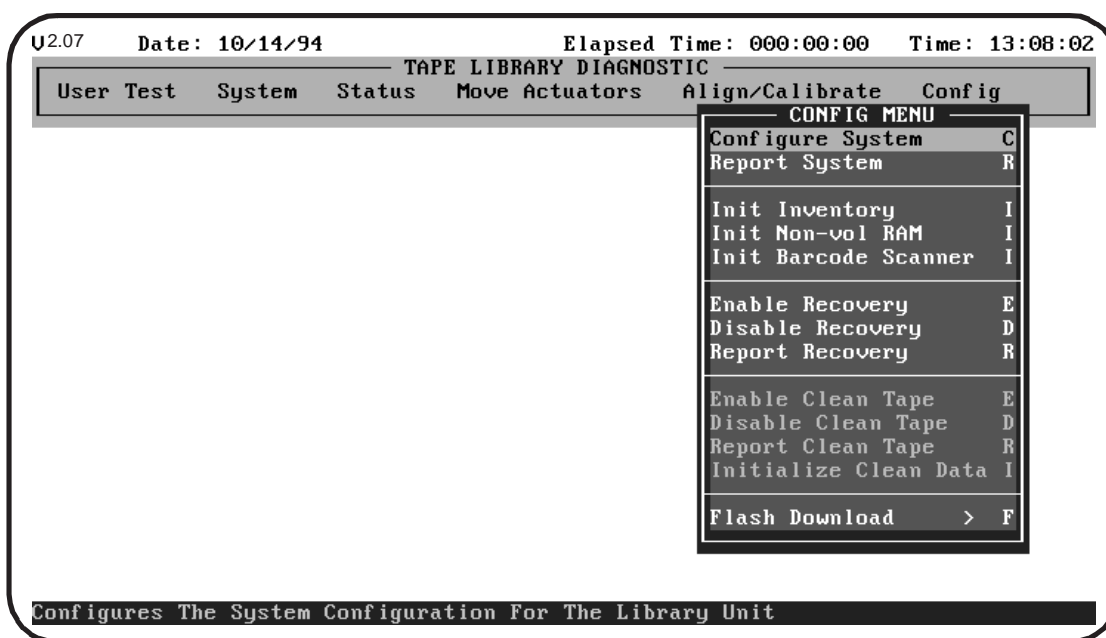 V2.07 Date: 10/14/94 Elapsed Time: 000:00:00 Time: 13:08:02
TAPE LIBRARY DIAGNOSTIC
User Test System Status Move Actuators Align/Calibrate Config
CONFIG MENU
Configure System C
Report System R
Init Inventory I
Init Non-vol RAM I
Init Barcode Scanner I
Enable Recovery E
Disable Recovery D
Report Recovery R
Enable Clean Tape E
Disable Clean Tape D
Report Clean Tape R
Initialize Clean Data I
Flash Download > F
Configures The System Configuration For The Library Unit